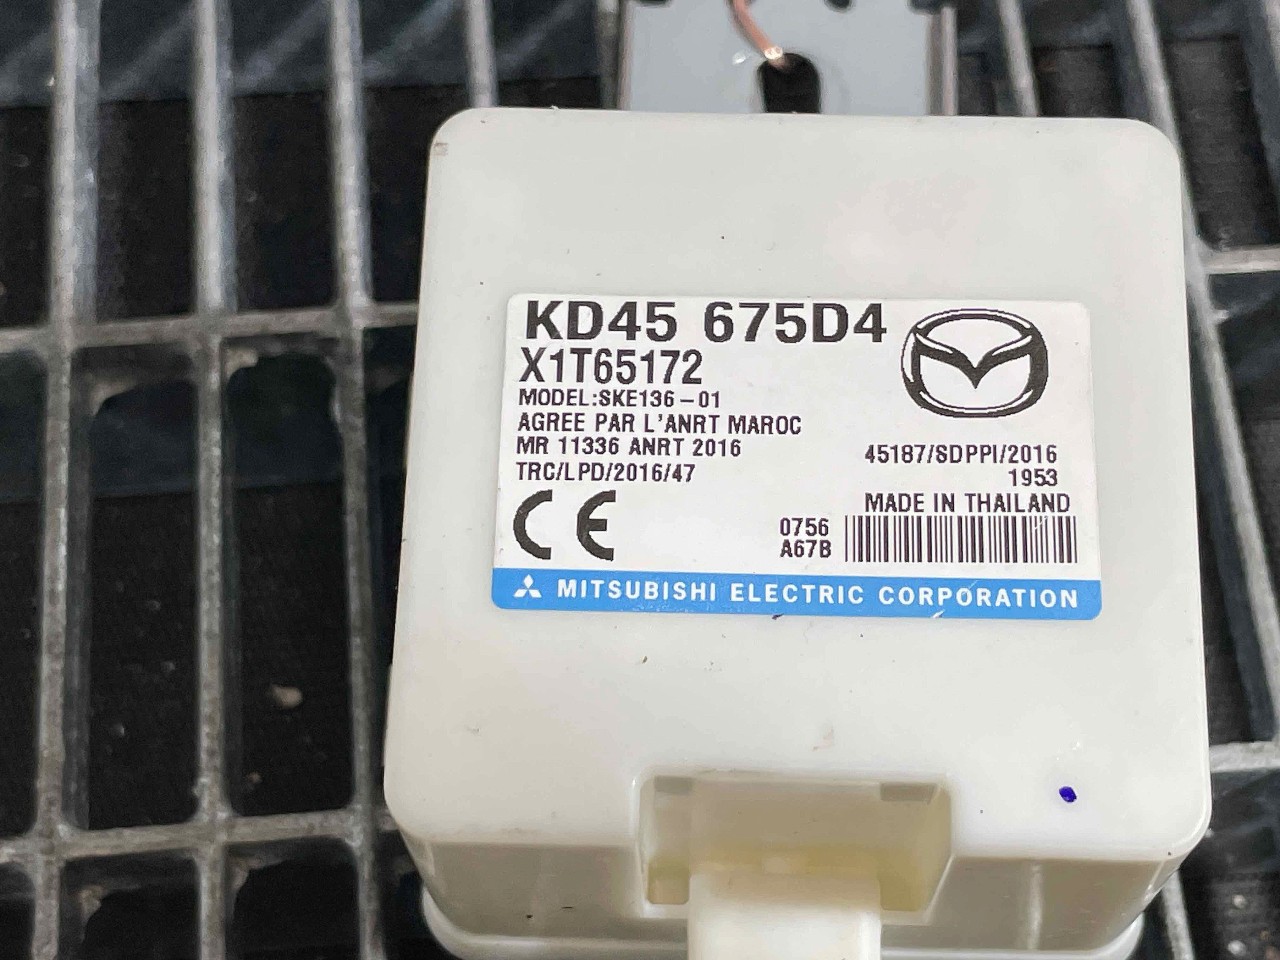 KD45 675D4
X1T65172
MODEL:SKE136-01
AGREE PAR L'ANRT MAROC
MR 11336 ANRT 2016
TRC/LPD/2016/47
45187/SDPPI/2016
1953
MADE IN THAILAND
CE
0756
A67B
MITSUBISHI ELECTRIC CORPORATION